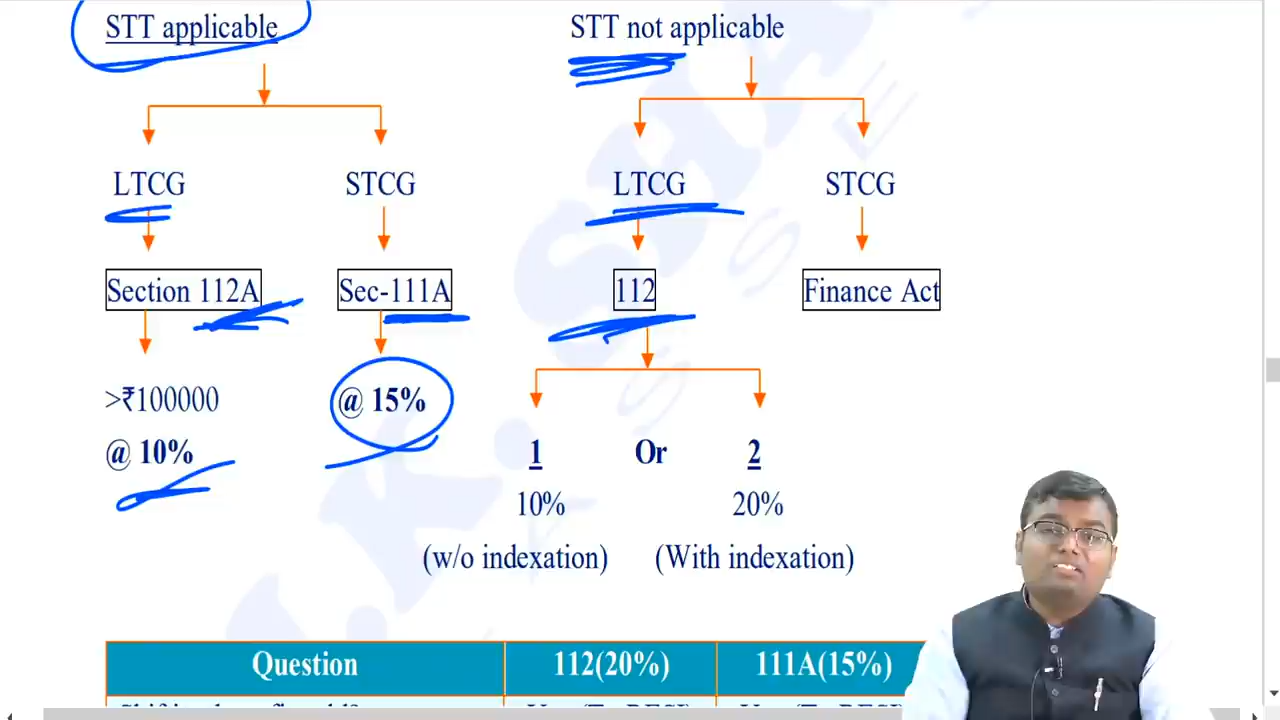 STT applicable
STT not applicable
LTCG
STCG
LTCG
STCG
Section 112A
Sec-111A
112
Finance Act
>₹100000
@ 15%
@ 10%
1
Or
2
10%
20%
(w/o indexation)
(With indexation)
Question
112(20%)
111A(15%)